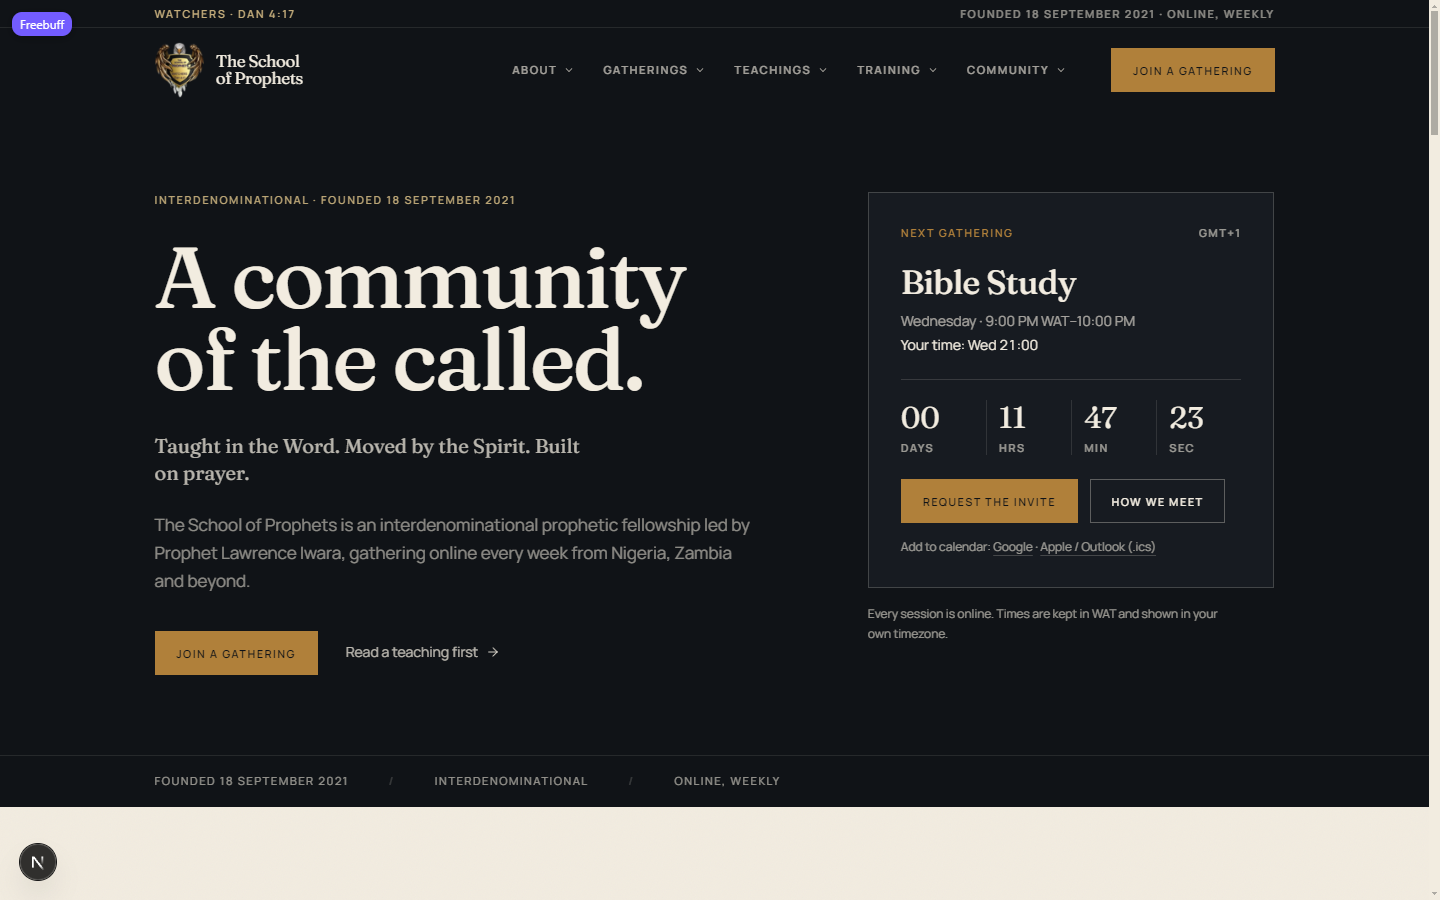 WATCHERS · DAN 4:17
FOUNDED 18 SEPTEMBER 2021 · ONLINE, WEEKLY
Freebuff
The School
of Prophets
ABOUT
GATHERINGS
TEACHINGS
TRAINING
COMMUNITY
JOIN A GATHERING
INTERDENOMINATIONAL · FOUNDED 18 SEPTEMBER 2021
A community
of the called.
Taught in the Word. Moved by the Spirit. Built
on prayer.
The School of Prophets is an interdenominational prophetic fellowship led by
Prophet Lawrence Iwara, gathering online every week from Nigeria, Zambia
and beyond.
JOIN A GATHERING
Read a teaching first →
NEXT GATHERING
GMT+1
Bible Study
Wednesday · 9:00 PM WAT–10:00 PM
Your time: Wed 21:00
00 11 47 23
DAYS HRS MIN SEC
REQUEST THE INVITE
HOW WE MEET
Add to calendar: Google · Apple / Outlook (.ics)
Every session is online. Times are kept in WAT and shown in your
own timezone.
FOUNDED 18 SEPTEMBER 2021 / INTERDENOMINATIONAL / ONLINE, WEEKLY
N